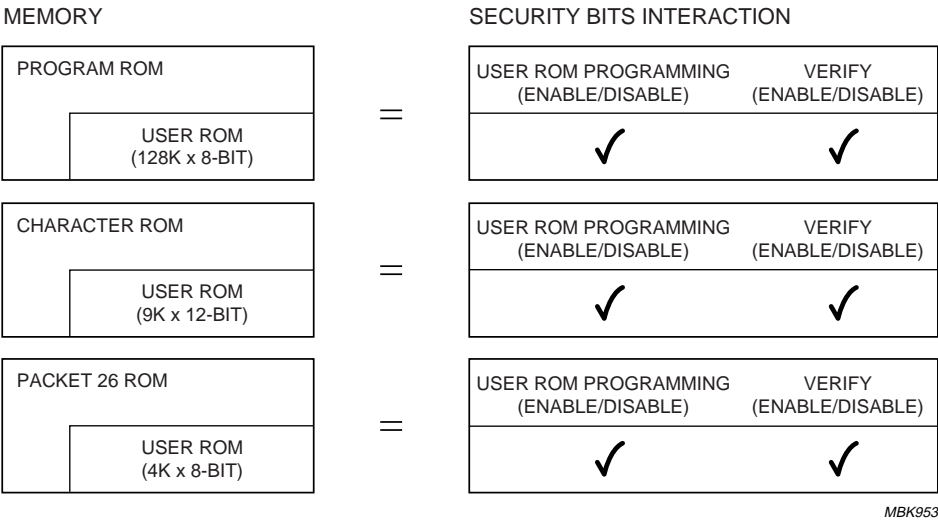 MEMORY
SECURITY BITS INTERACTION
PROGRAM ROM
USER ROM
(128K x 8-BIT)
=
USER ROM PROGRAMMING
(ENABLE/DISABLE)
VERIFY
(ENABLE/DISABLE)
CHARACTER ROM
USER ROM
(9K x 12-BIT)
=
USER ROM PROGRAMMING
(ENABLE/DISABLE)
VERIFY
(ENABLE/DISABLE)
PACKET 26 ROM
USER ROM
(4K x 8-BIT)
=
USER ROM PROGRAMMING
(ENABLE/DISABLE)
VERIFY
(ENABLE/DISABLE)
MBK953